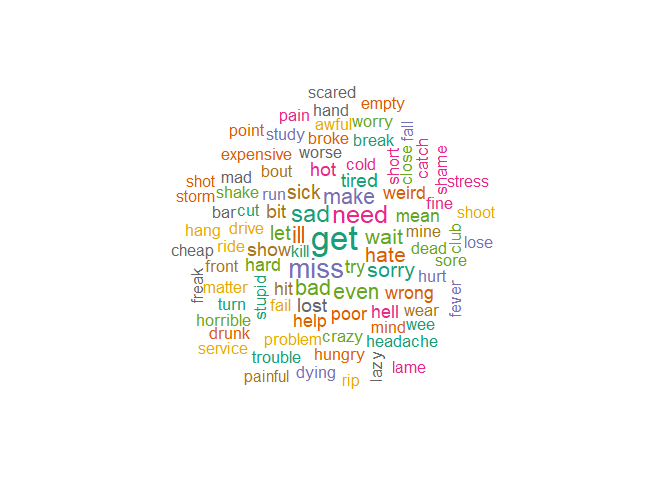 scared
empty
pain
hand
awful
worry
fall
point
study
broke
break
expensive
worse
short
close
catch
shame
bout
hot
cold
mad
tired
stress
shot
storm
shake
run
sick
make
weird
fine
shoot
bar
cut
bit
sad
need
mean
hang
drive
let
ill
get
wait
mine
club
lose
cheap
ride
show
kill
hate
dead
sore
freak
front
hard
miss
try
sorry
hurt
matter
stupid
hit
bad
even
wrong
fever
turn
fail
lost
horrible
help
poor
hell
wear
drunk
mind
wee
service
problem
crazy
headache
trouble
hungry
lazy
lame
painful
dying
rip